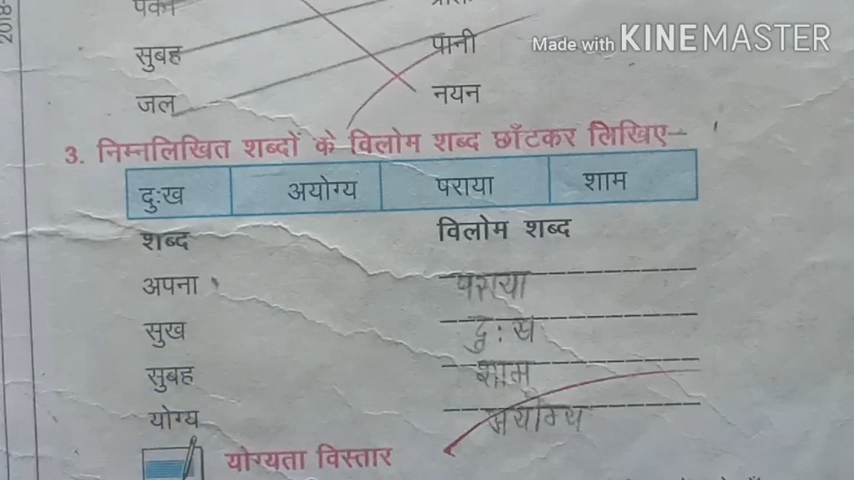 2018-
सुबह पानी
Made with KINEMASTER
जल नयन
3. निम्नलिखित शब्दों के विलोम शब्द छाँटकर लिखिए–
दुःख अयोग्य पराया शाम
शब्द विलोम शब्द
अपना पराया
सुख दुःख
सुबह शाम
योग्य अयोग्य
योग्यता विस्तार